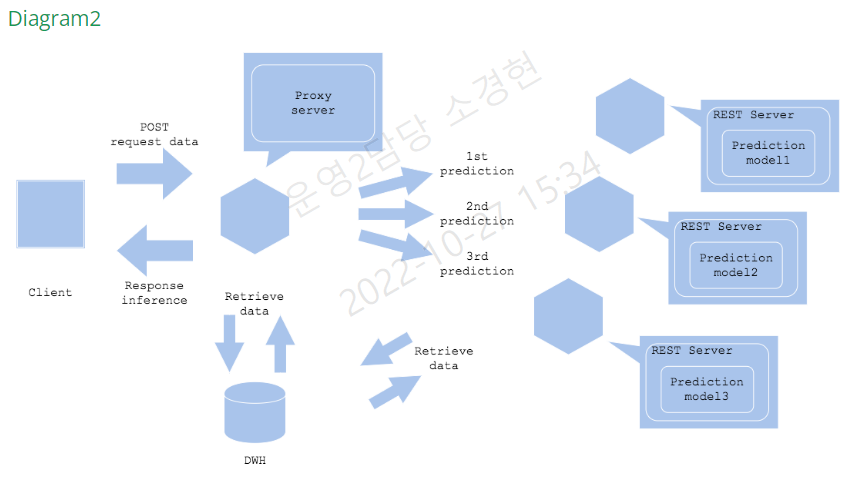 Diagram2
Proxy
server
POST
request data
REST Server
Prediction
model1
1st
prediction
2nd
prediction
REST Server
Prediction
model2
3rd
prediction
Client
Response
inference
Retrieve
data
REST Server
Prediction
model3
Retrieve
data
DWH
운영2담당 소경현
2022-10-27 15:34